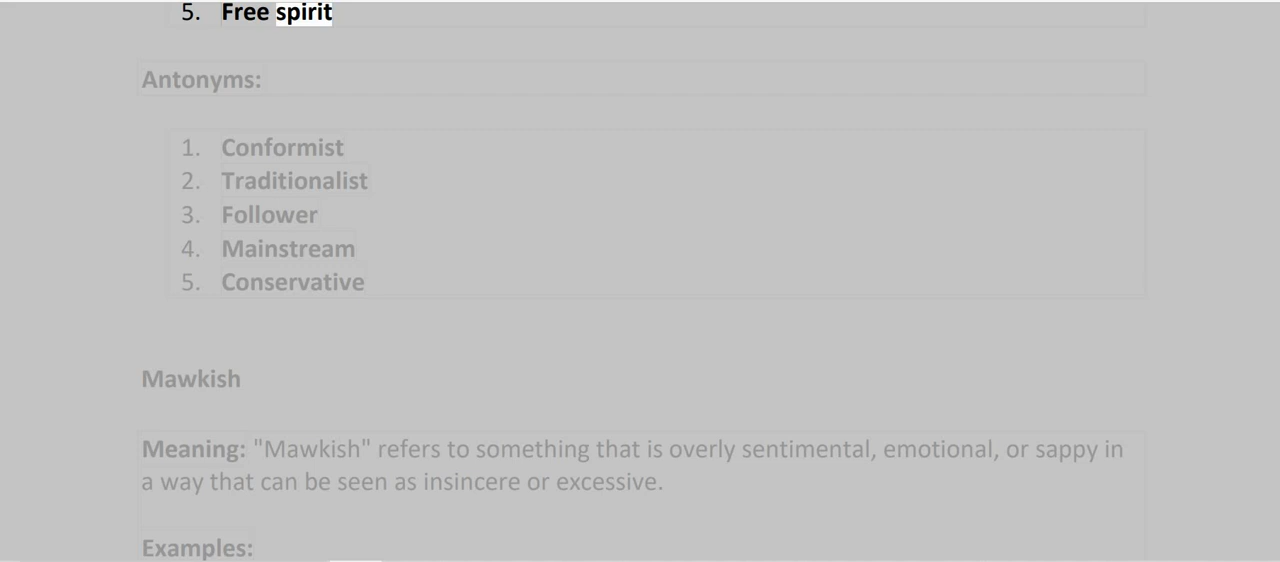 5. Free spirit
Antonyms:
1. Conformist
2. Traditionalist
3. Follower
4. Mainstream
5. Conservative
Mawkish
Meaning: "Mawkish" refers to something that is overly sentimental, emotional, or sappy in
a way that can be seen as insincere or excessive.
Examples: